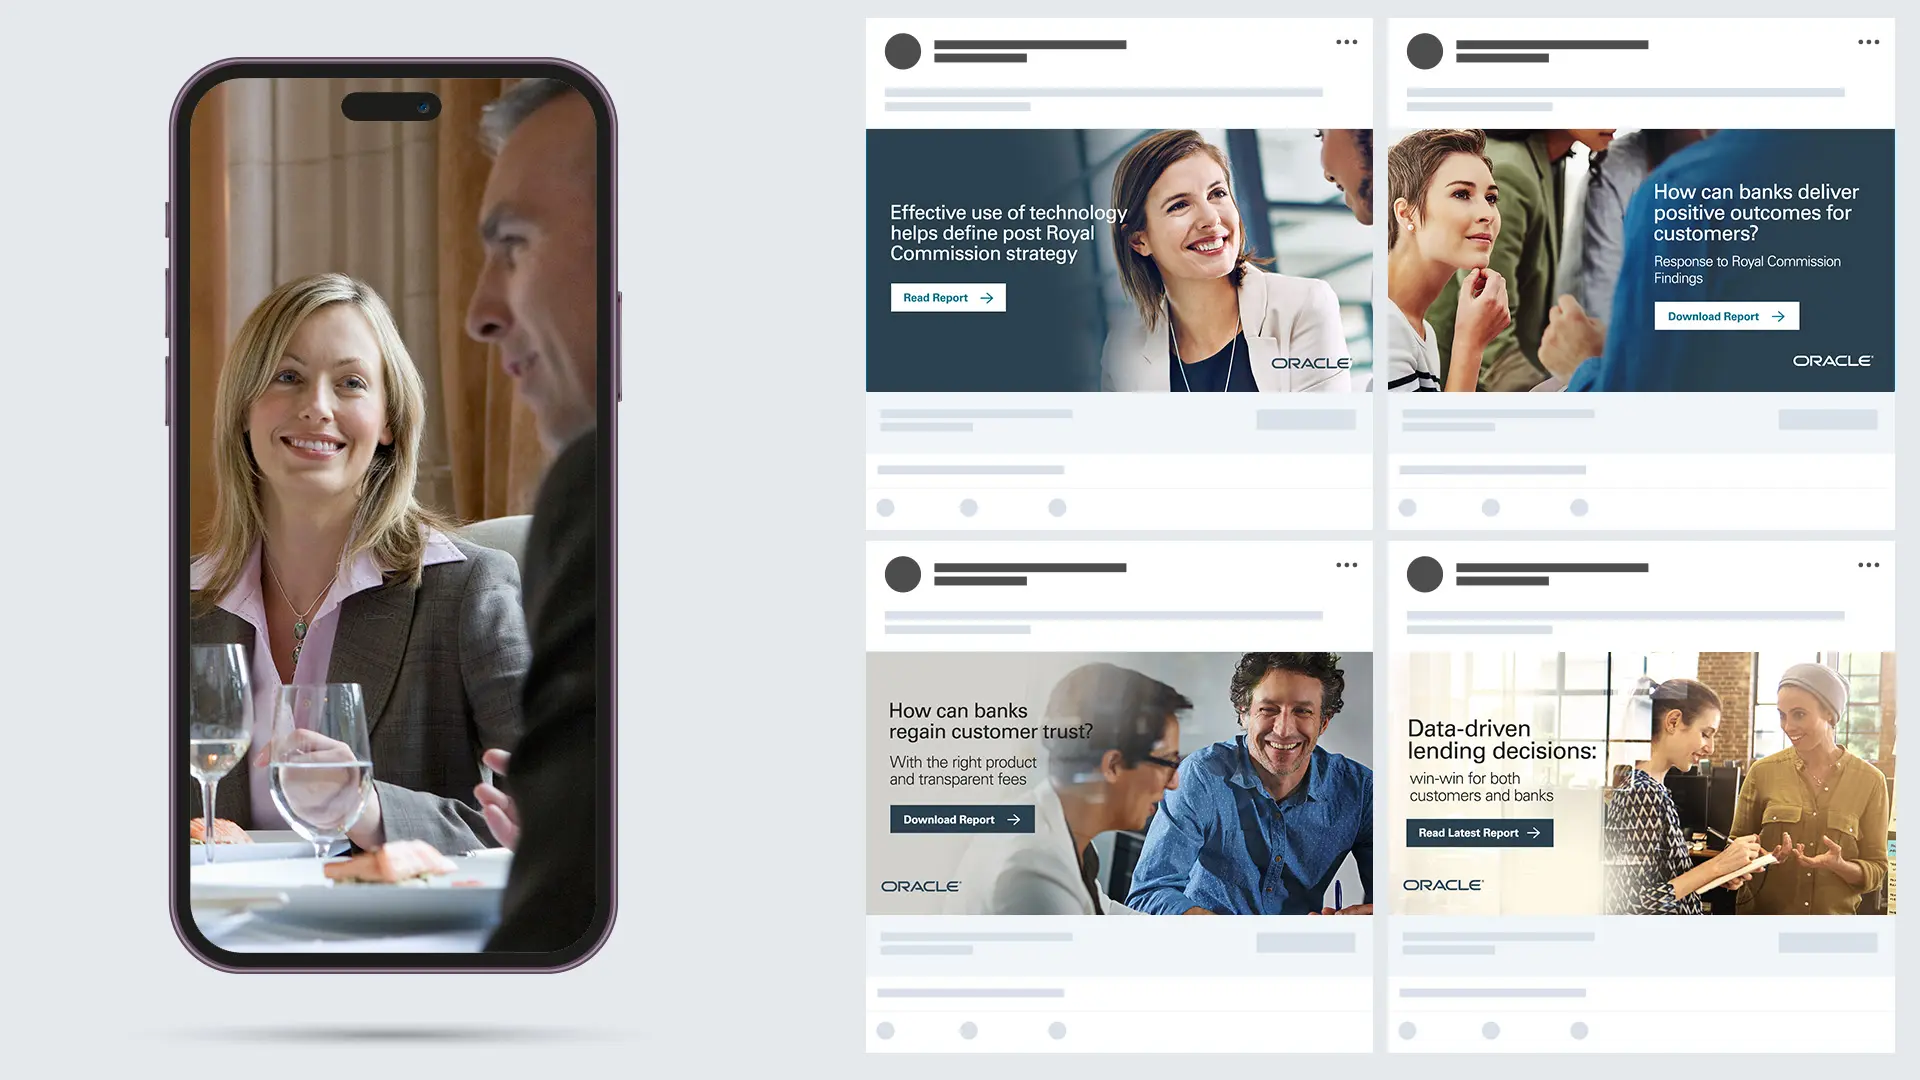 Effective use of technology
helps define post Royal
Commission strategy
Read Report
ORACLE
How can banks deliver
positive outcomes for
customers?
Response to Royal Commission
Findings
Download Report
ORACLE
How can banks
regain customer trust?
With the right product
and transparent fees
Download Report
ORACLE
Data-driven
lending decisions:
win-win for both
customers and banks
Read Latest Report
ORACLE